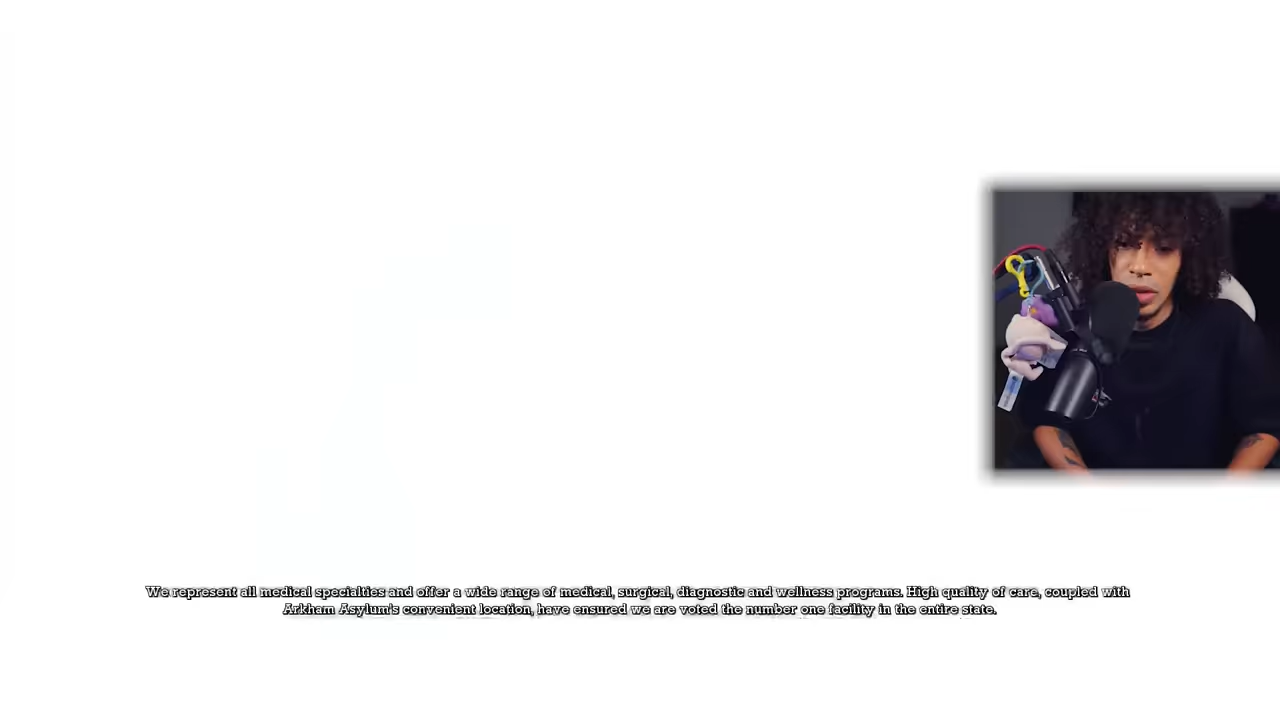 We represent all medical specialties and offer a wide range of medical, surgical, diagnostic and wellness programs. High quality of care, coupled with
Arkham Asylum's convenient location, have ensured we are voted the number one facility in the entire state.